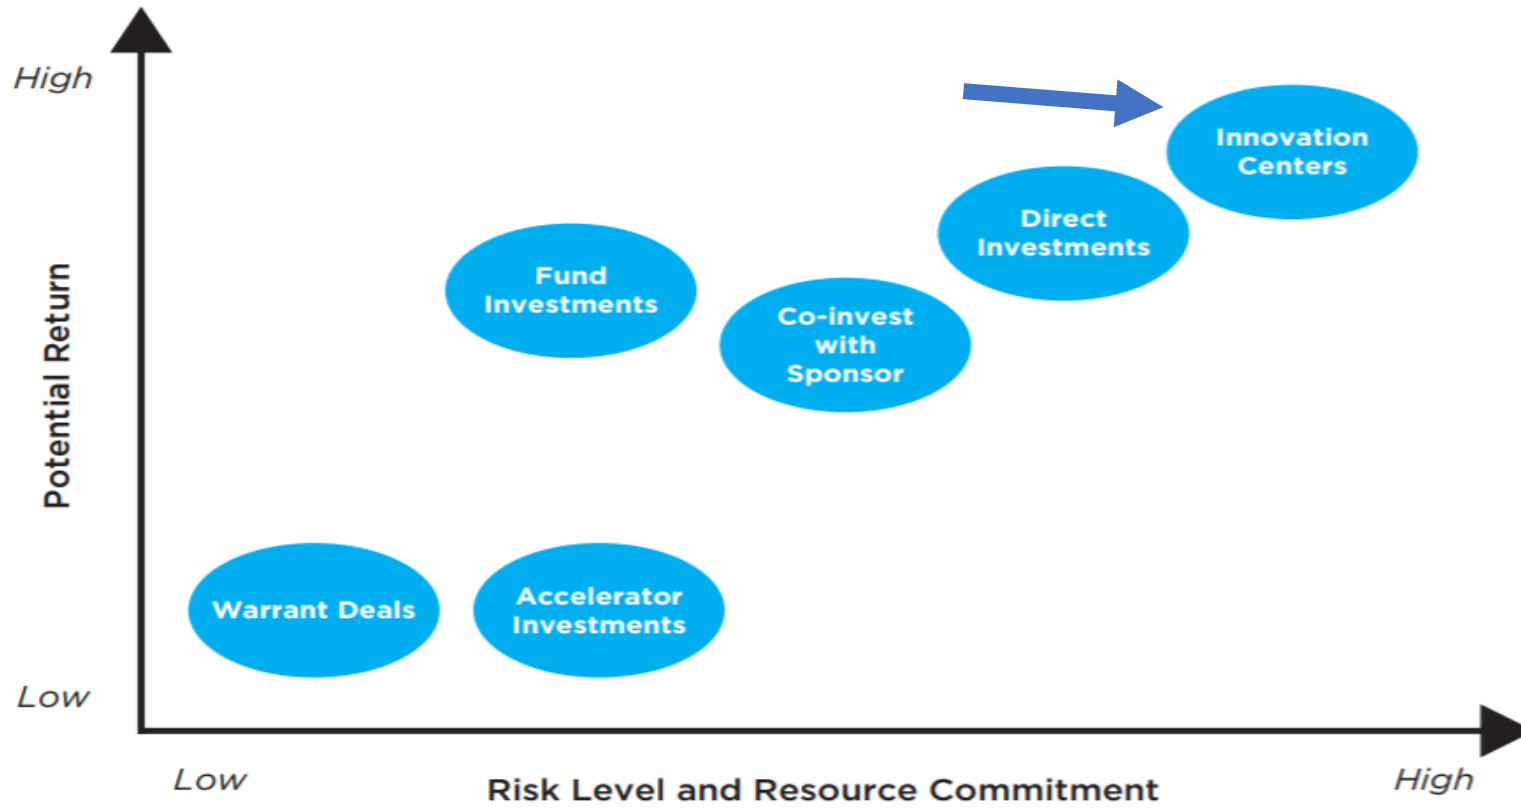 High
Innovation
Centers
Direct
Investments
Fund
Investments
Co-invest
with
Sponsor
Potential Return
Warrant Deals
Accelerator
Investments
Low
Low
Risk Level and Resource Commitment
High